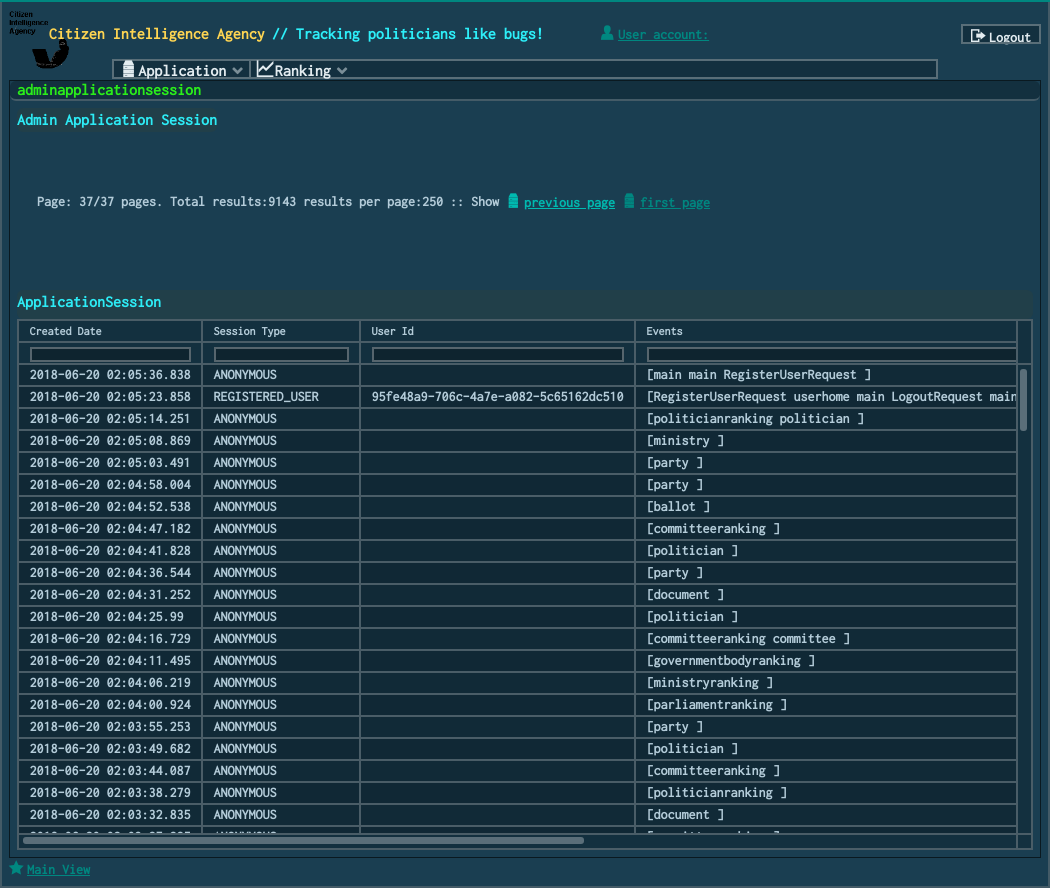 Citizen
Intelligence
Agency
Citizen Intelligence Agency // Tracking politicians like bugs!
User account:
Logout
Application
Ranking
adminapplicationsession
Admin Application Session
Page: 37/37 pages. Total results:9143 results per page:250 :: Show previous page first page
ApplicationSession
Created Date Session Type User Id Events
2018-06-20 02:05:36.838 ANONYMOUS [main main RegisterUserRequest ]
2018-06-20 02:05:23.858 REGISTERED_USER 95fe48a9-706c-4a7e-a082-5c65162dc510 [RegisterUserRequest userhome main LogoutRequest main
2018-06-20 02:05:14.251 ANONYMOUS [politicianranking politician ]
2018-06-20 02:05:08.869 ANONYMOUS [ministry ]
2018-06-20 02:05:03.491 ANONYMOUS [party ]
2018-06-20 02:04:58.004 ANONYMOUS [party ]
2018-06-20 02:04:52.538 ANONYMOUS [ballot ]
2018-06-20 02:04:47.182 ANONYMOUS [committeeranking ]
2018-06-20 02:04:41.828 ANONYMOUS [politician ]
2018-06-20 02:04:36.544 ANONYMOUS [party ]
2018-06-20 02:04:31.252 ANONYMOUS [document ]
2018-06-20 02:04:25.99 ANONYMOUS [politician ]
2018-06-20 02:04:16.729 ANONYMOUS [committeeranking committee ]
2018-06-20 02:04:11.495 ANONYMOUS [governmentbodyranking ]
2018-06-20 02:04:06.219 ANONYMOUS [ministryranking ]
2018-06-20 02:04:00.924 ANONYMOUS [parliamentranking ]
2018-06-20 02:03:55.253 ANONYMOUS [party ]
2018-06-20 02:03:49.682 ANONYMOUS [politician ]
2018-06-20 02:03:44.087 ANONYMOUS [committeeranking ]
2018-06-20 02:03:38.279 ANONYMOUS [politicianranking ]
2018-06-20 02:03:32.835 ANONYMOUS [document ]
Main View